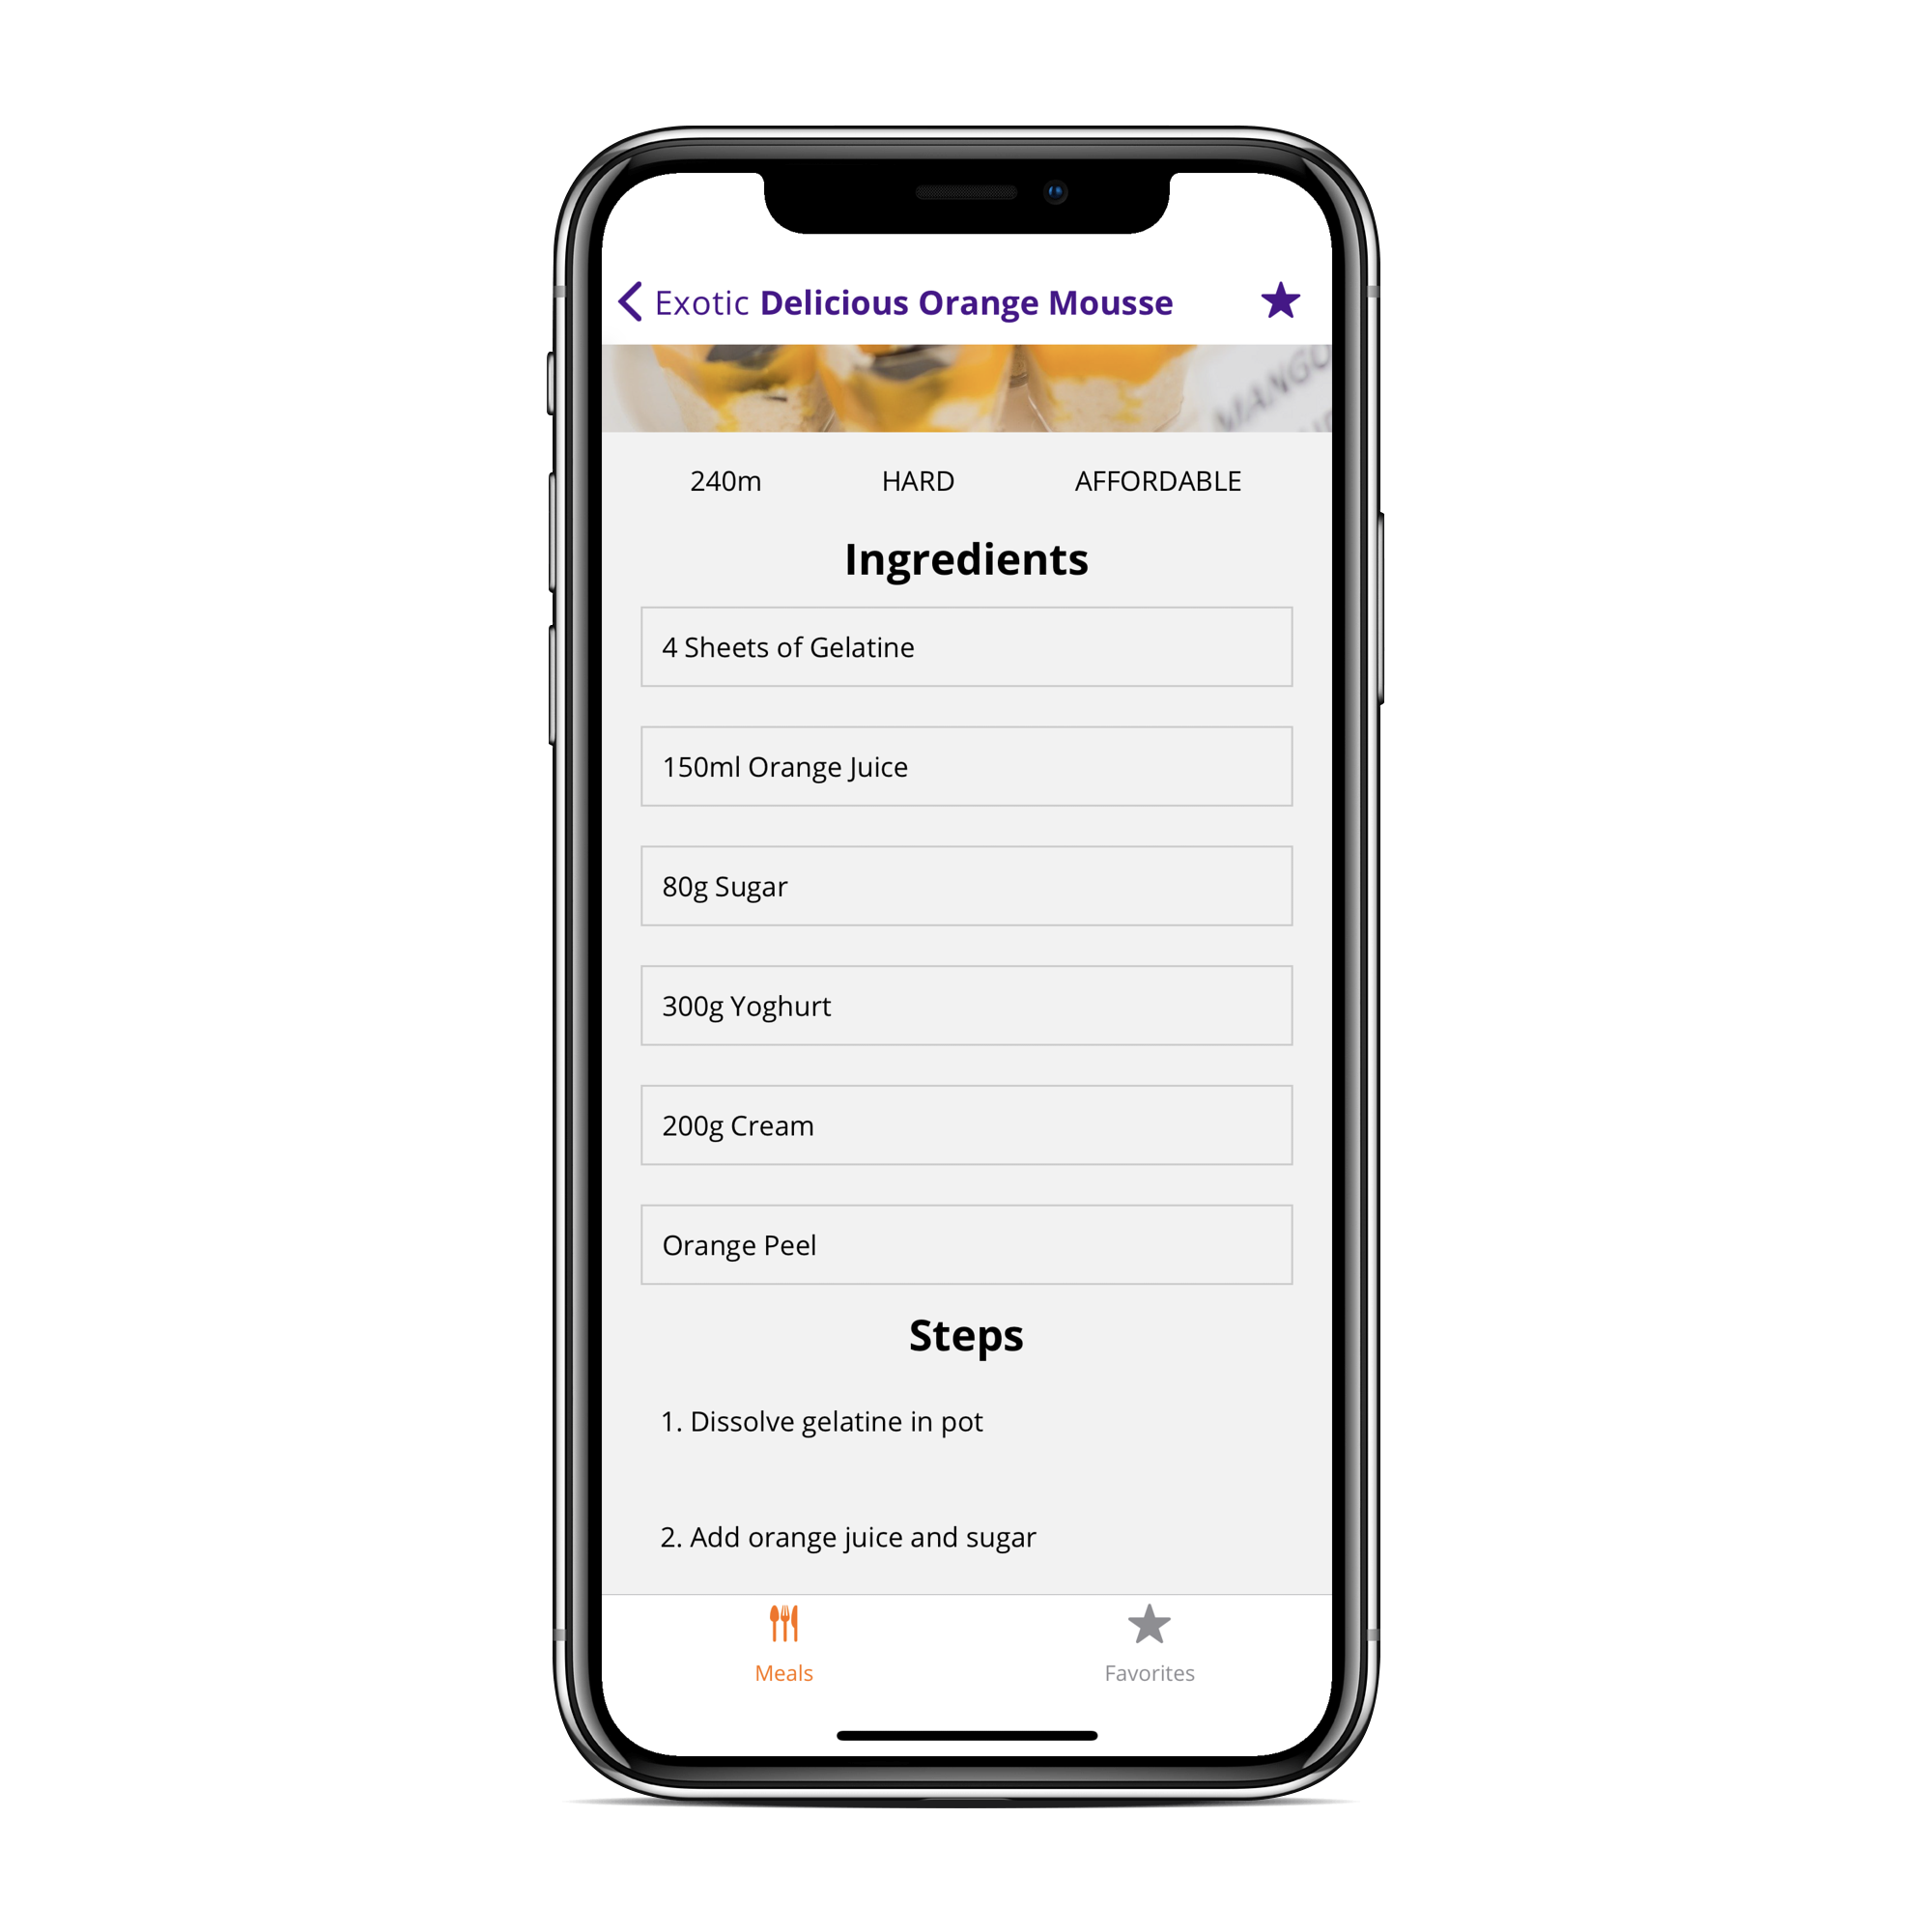 Exotic Delicious Orange Mousse
MANGO
240m HARD AFFORDABLE
Ingredients
4 Sheets of Gelatine
150ml Orange Juice
80g Sugar
300g Yoghurt
200g Cream
Orange Peel
Steps
1. Dissolve gelatine in pot
2. Add orange juice and sugar
Meals Favorites